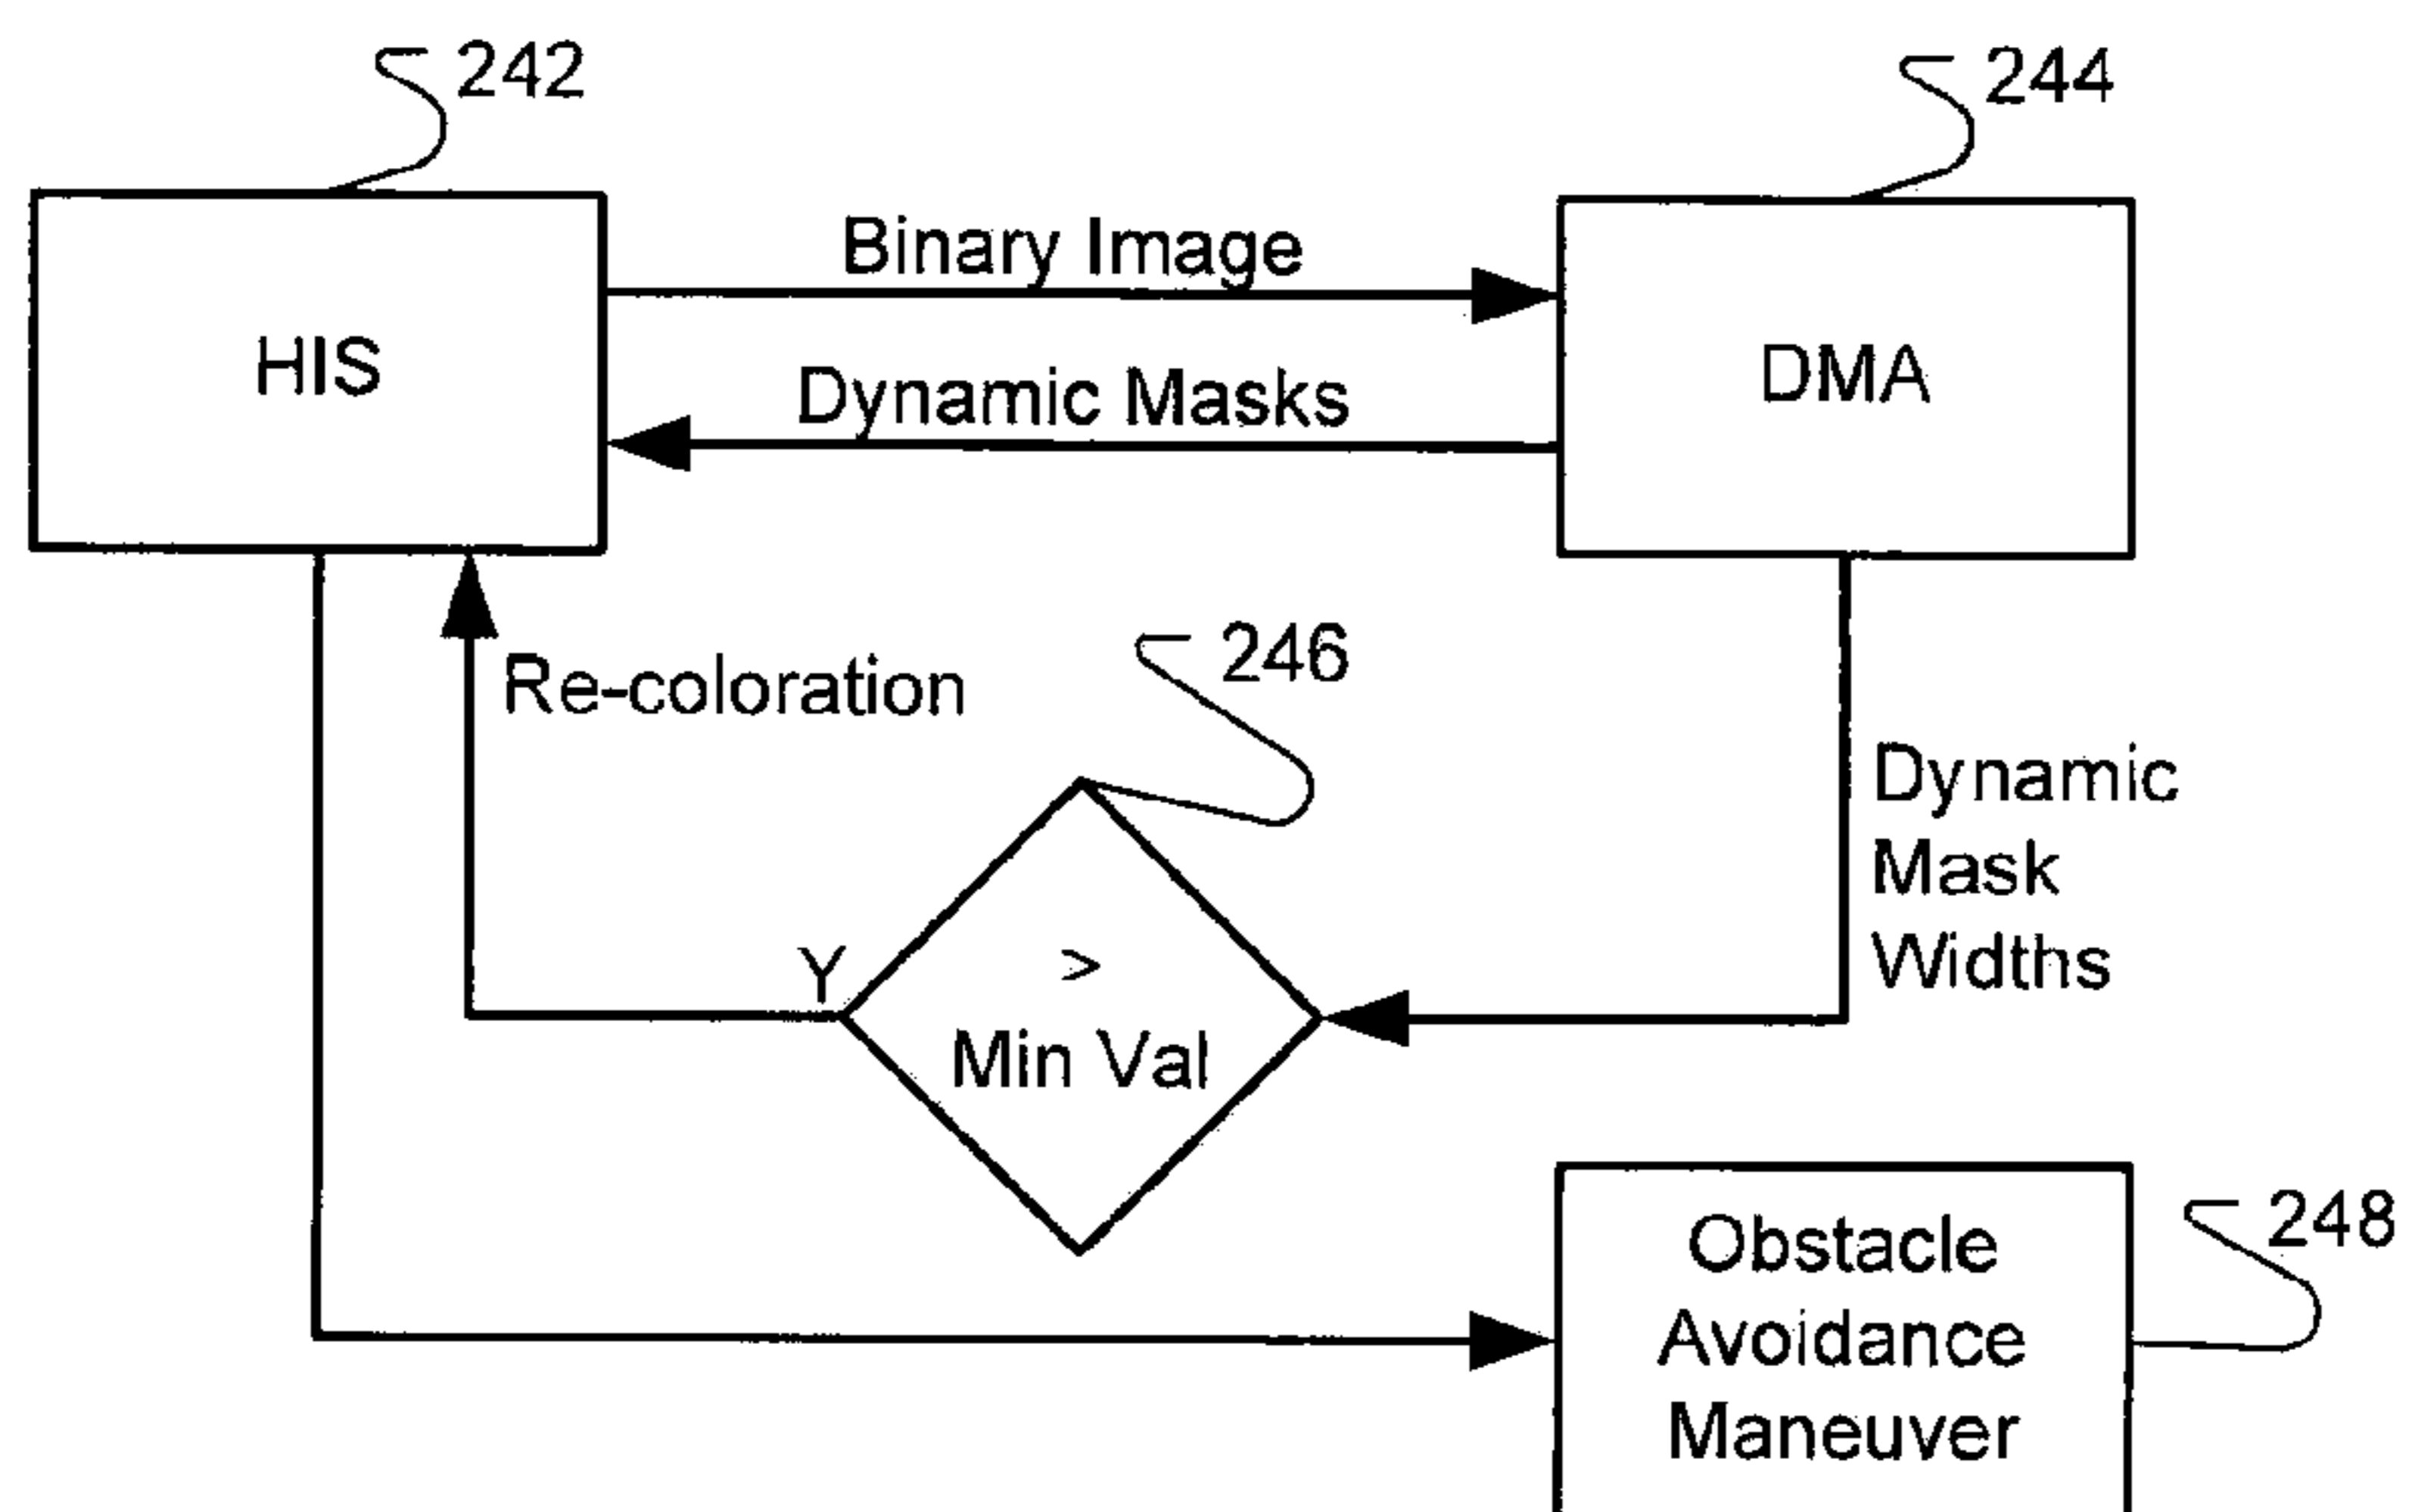 242
244
Binary Image
HIS
DMA
Dynamic Masks
246
Re-coloration
Dynamic
Mask
Widths
Y
>
Min Val
248
Obstacle
Avoidance
Maneuver